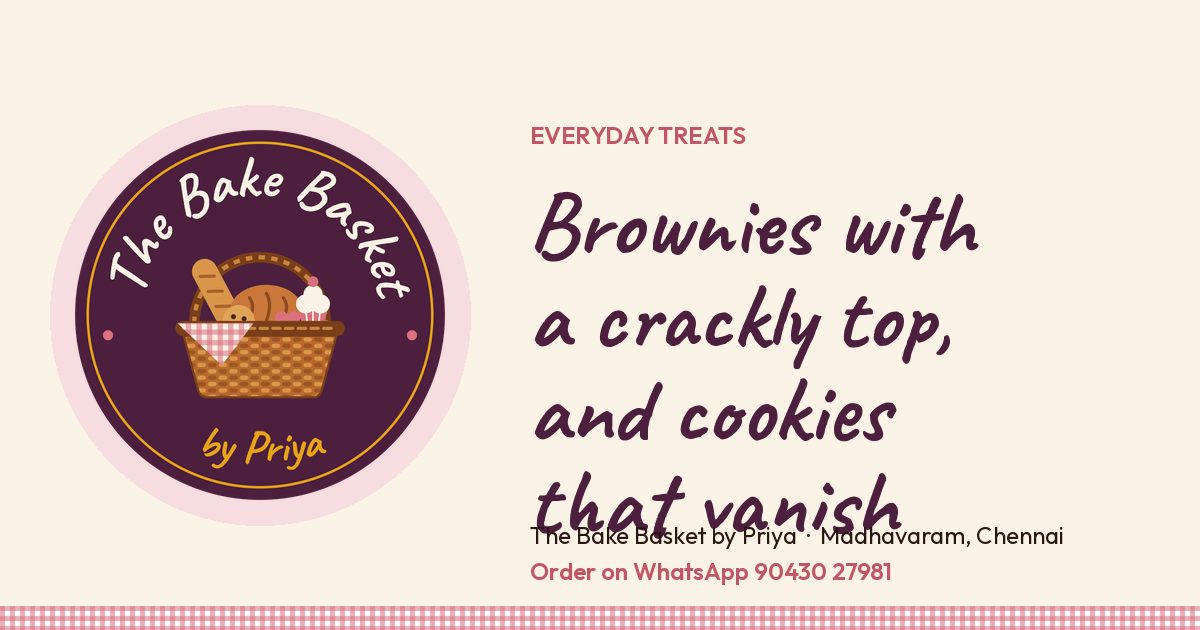 The Bake Basket
by Priya
EVERYDAY TREATS
Brownies with
a crackly top,
and cookies
that vanish
The Bake Basket by Priya · Madhavaram, Chennai
Order on WhatsApp 90430 27981